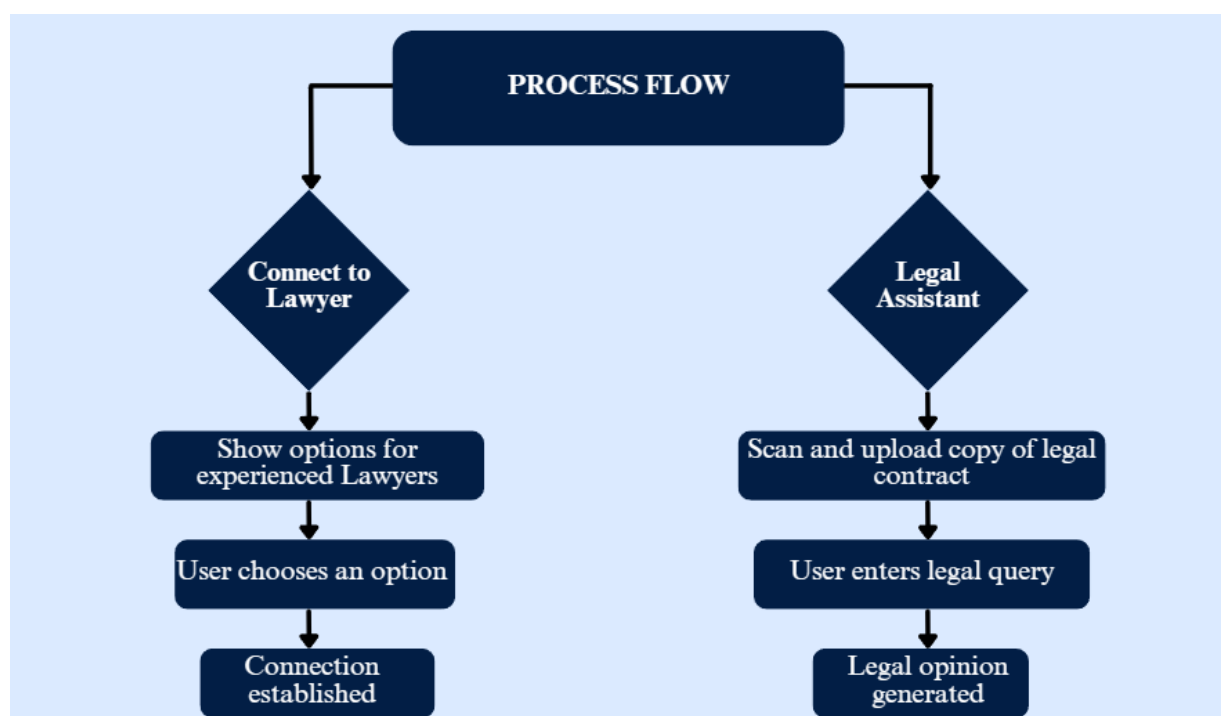 PROCESS FLOW
Connect to
Lawyer
Show options for
experienced Lawyers
User chooses an option
Connection
established
Legal
Assistant
Scan and upload copy of legal
contract
User enters legal query
Legal opinion
generated